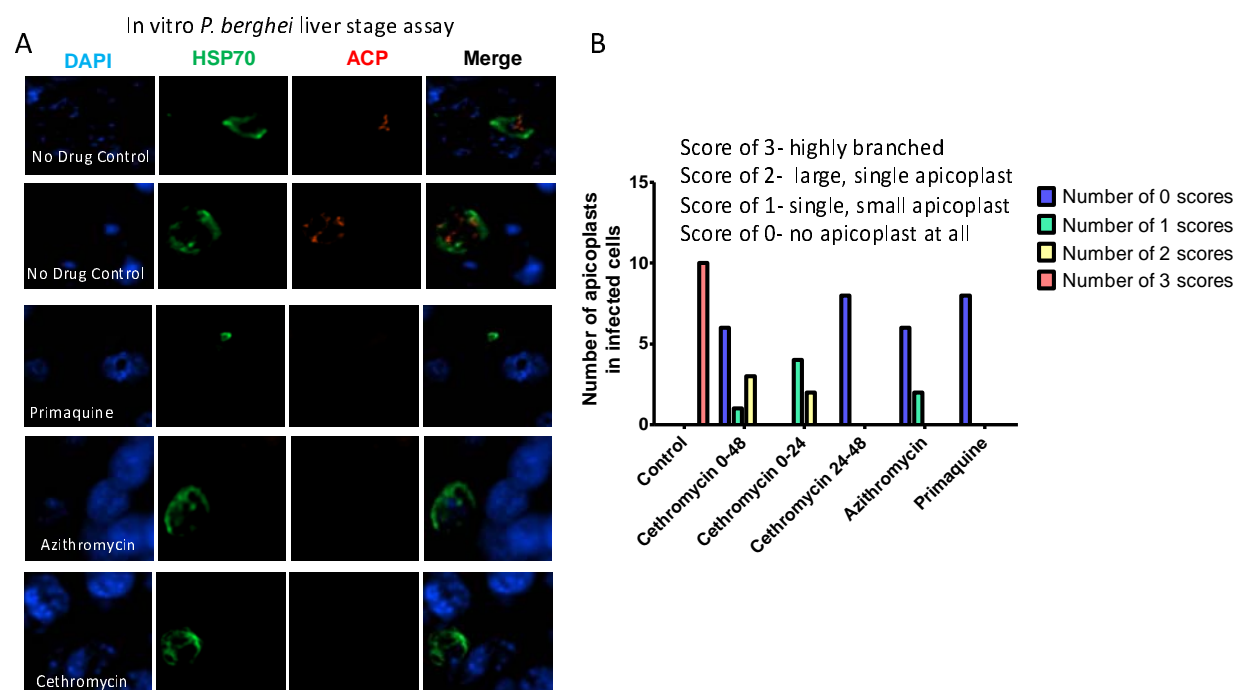 In vitro P. berghei liver stage assay
A
DAPI
HSP70
ACP
Merge
No Drug Control
No Drug Control
Primaquine
Azithromycin
Cethromycin
B
Score of 3- highly branched
Score of 2- large, single apicoplast
Score of 1- single, small apicoplast
Score of 0- no apicoplast at all
Number of apicoplasts
in infected cells
15
10
5
0
Control
Cethromycin 0-48
Cethromycin 0-24
Cethromycin 24-48
Azithromycin
Primaquine
Number of 0 scores
Number of 1 scores
Number of 2 scores
Number of 3 scores